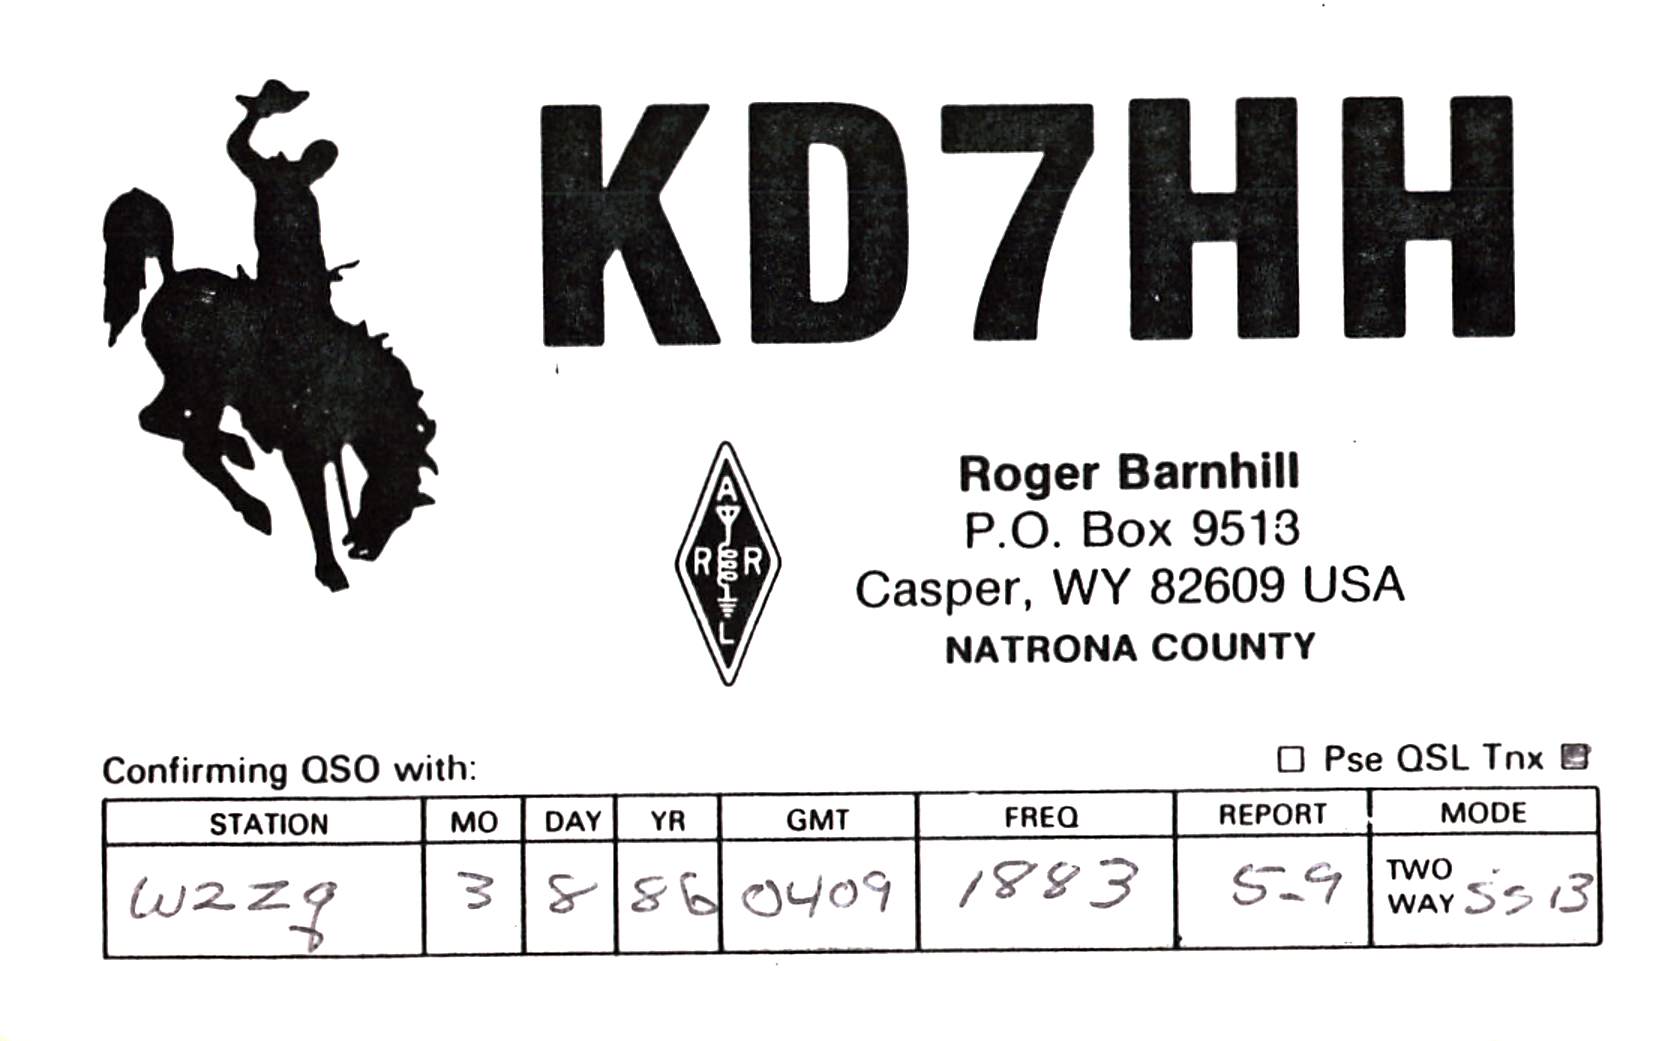 KD7HH
A
R R
L
Roger Barnhill
P.O. Box 9513
Casper, WY 82609 USA
NATRONA COUNTY
Confirming QSO with: ☐ Pse QSL Tnx ■
STATION MO DAY YR GMT FREQ REPORT MODE
W2Zq 3 8 86 0409 1883 5-9 TWO WAY SSB